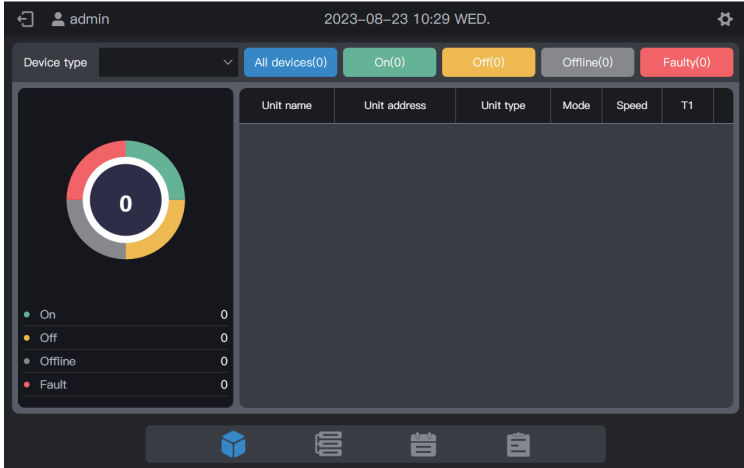 admin
2023-08-23 10:29 WED.
Device type
All devices(0)
On(0)
Off(0)
Offline(0)
Faulty(0)
Unit name
Unit address
Unit type
Mode
Speed
T1
0
On 0
Off 0
Offline 0
Fault 0